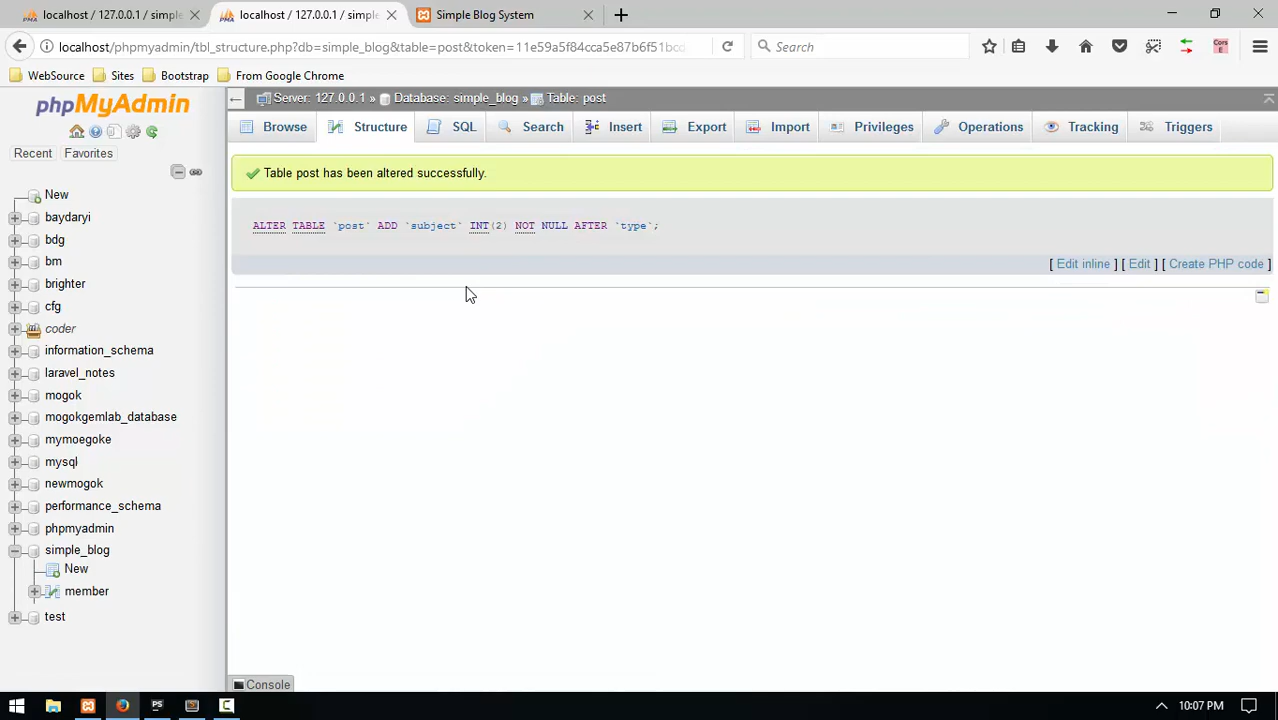 localhost / 127.0.0.1 / simple
localhost / 127.0.0.1 / simple
Simple Blog System
localhost/phpmyadmin/tbl_structure.php?db=simple_blog&table=post&token=11e59a5f84cca5e87b6f51bcd
Search
WebSource
Sites
Bootstrap
From Google Chrome
phpMyAdmin
Recent
Favorites
New
baydaryi
bdg
bm
brighter
cfg
coder
information_schema
laravel_notes
mogok
mogokgemlab_database
mymoegoke
mysql
newmogok
performance_schema
phpmyadmin
simple_blog
New
member
test
Server: 127.0.0.1 » Database: simple_blog » Table: post
Browse
Structure
SQL
Search
Insert
Export
Import
Privileges
Operations
Tracking
Triggers
Table post has been altered successfully.
ALTER TABLE `post` ADD `subject` INT(2) NOT NULL AFTER `type`;
[ Edit inline ] [ Edit ] [ Create PHP code ]
Console
10:07 PM